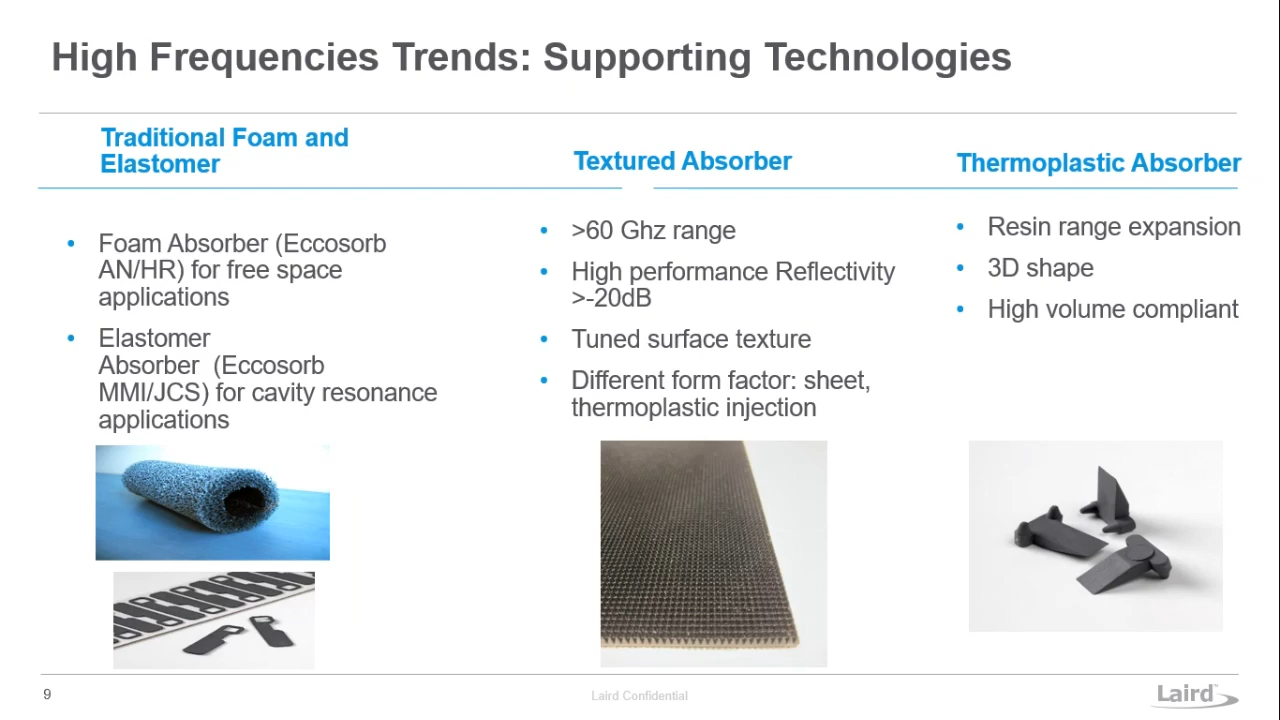 High Frequencies Trends: Supporting Technologies
Traditional Foam and
Elastomer
• Foam Absorber (Eccosorb
AN/HR) for free space
applications
• Elastomer
Absorber  (Eccosorb
MMI/JCS) for cavity resonance
applications
Textured Absorber
• >60 Ghz range
• High performance Reflectivity
>-20dB
• Tuned surface texture
• Different form factor: sheet,
thermoplastic injection
Thermoplastic Absorber
• Resin range expansion
• 3D shape
• High volume compliant
9
Laird Confidential
Laird™